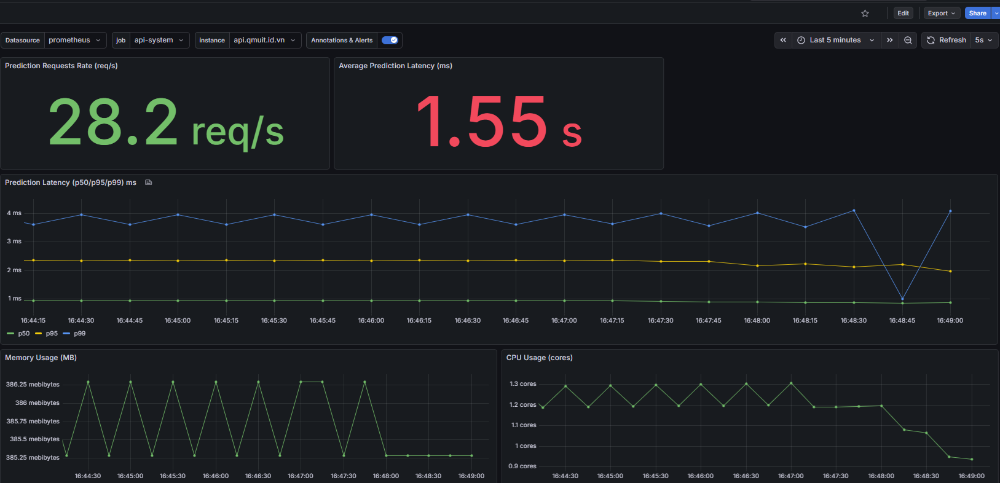 Edit Export Share
Datasource prometheus job api-system instance api.qmuit.id.vn Annotations & Alerts Last 5 minutes Refresh 5s
Prediction Requests Rate (req/s)
28.2 req/s
Average Prediction Latency (ms)
1.55 s
Prediction Latency (p50/p95/p99) ms
4 ms
3 ms
2 ms
1 ms
16:44:15 16:44:30 16:44:45 16:45:00 16:45:15 16:45:30 16:45:45 16:46:00 16:46:15 16:46:30 16:46:45 16:47:00 16:47:15 16:47:30 16:47:45 16:48:00 16:48:15 16:48:30 16:48:45 16:49:00
p50 p95 p99
Memory Usage (MB)
386.25 mebibytes
386 mebibytes
385.75 mebibytes
385.5 mebibytes
385.25 mebibytes
16:44:30 16:45:00 16:45:30 16:46:00 16:46:30 16:47:00 16:47:30 16:48:00 16:48:30 16:49:00
CPU Usage (cores)
1.3 cores
1.2 cores
1.1 cores
1 cores
0.9 cores
16:44:30 16:45:00 16:45:30 16:46:00 16:46:30 16:47:00 16:47:30 16:48:00 16:48:30 16:49:00